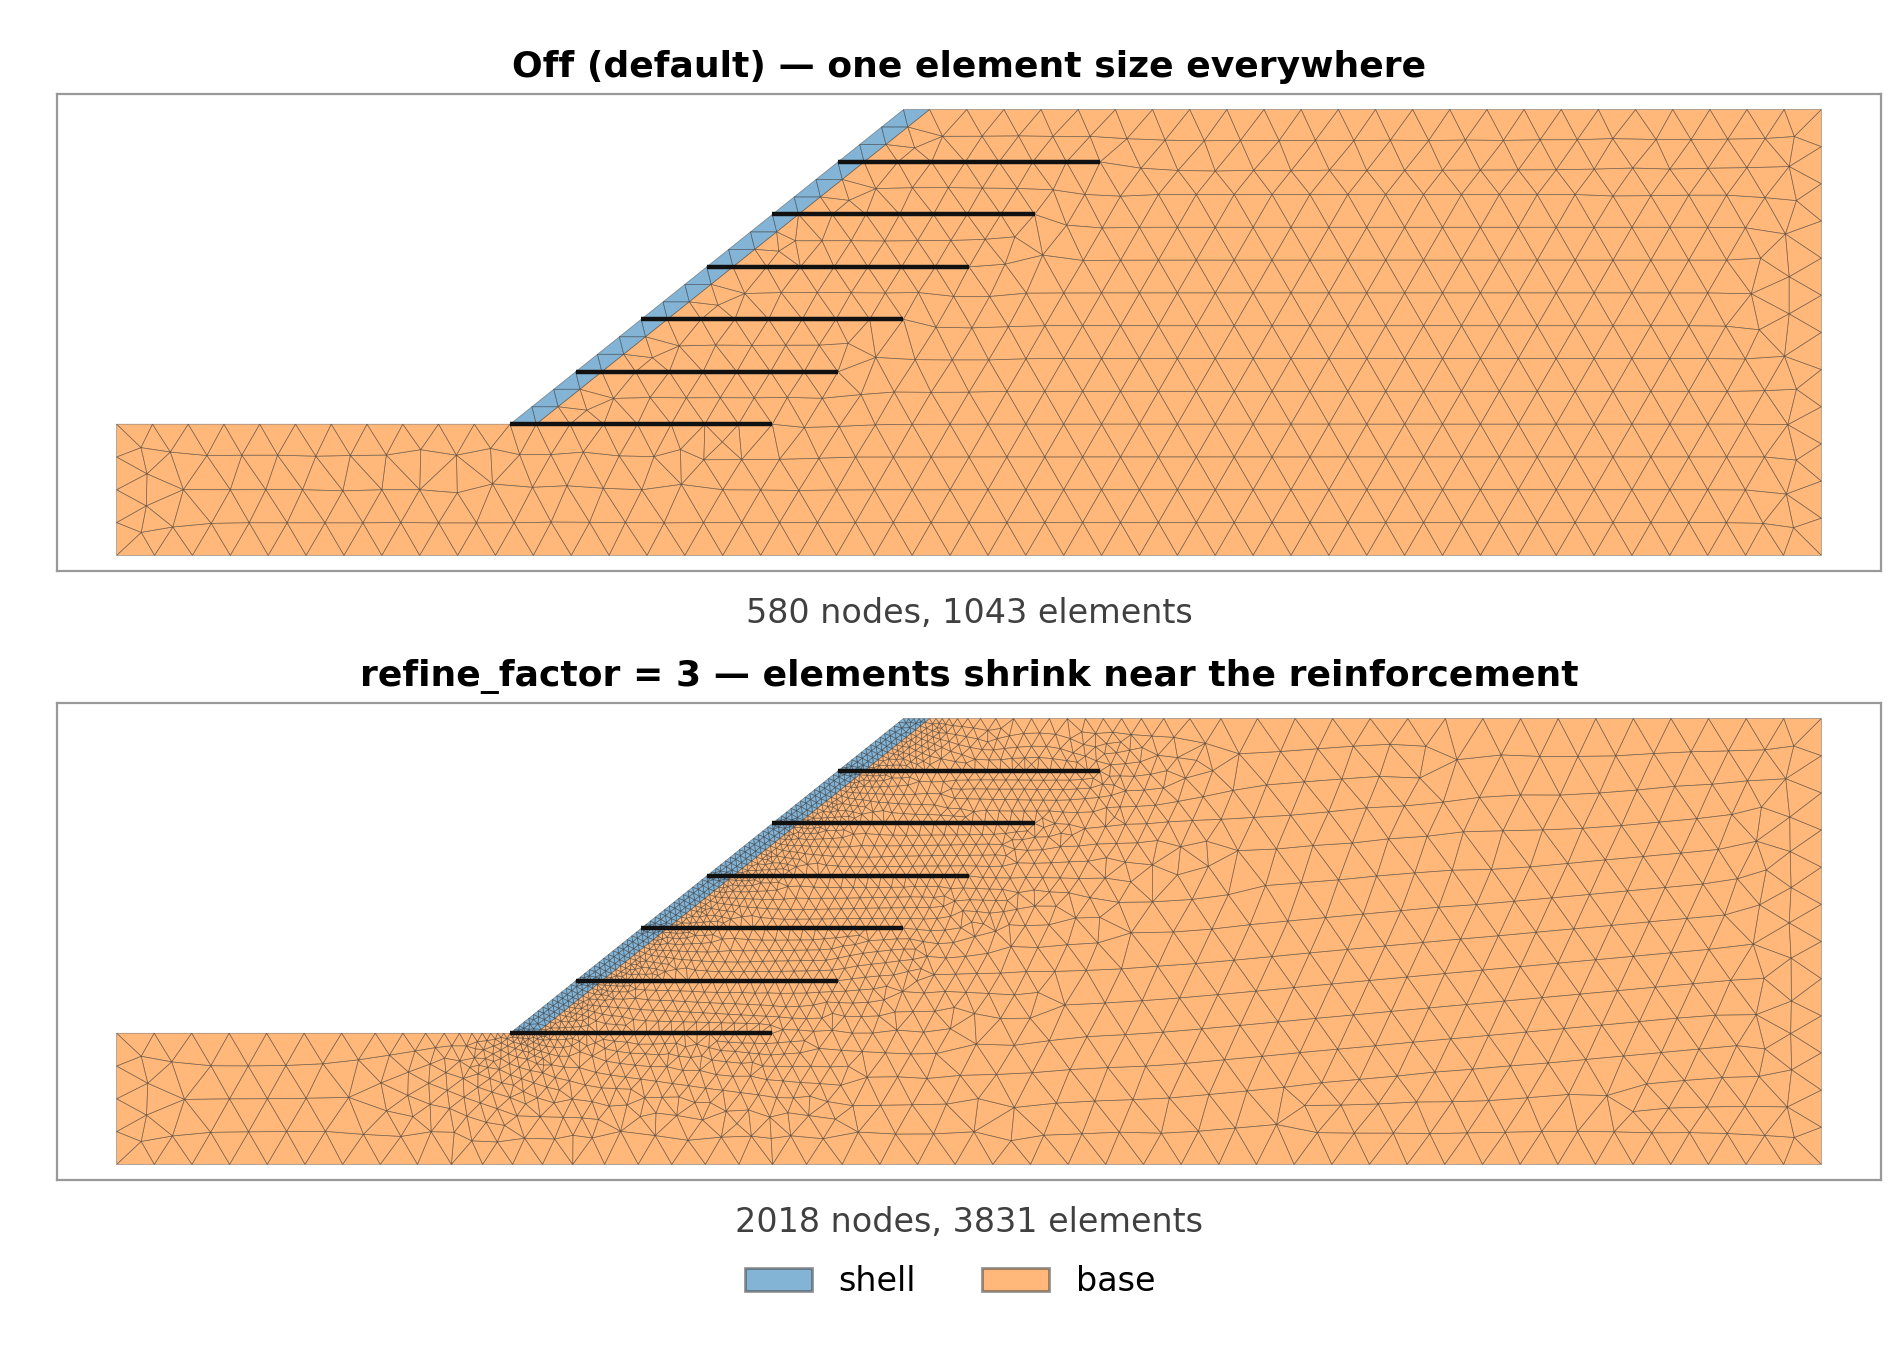 Off (default) — one element size everywhere
580 nodes, 1043 elements
refine_factor = 3 — elements shrink near the reinforcement
2018 nodes, 3831 elements
shell
base